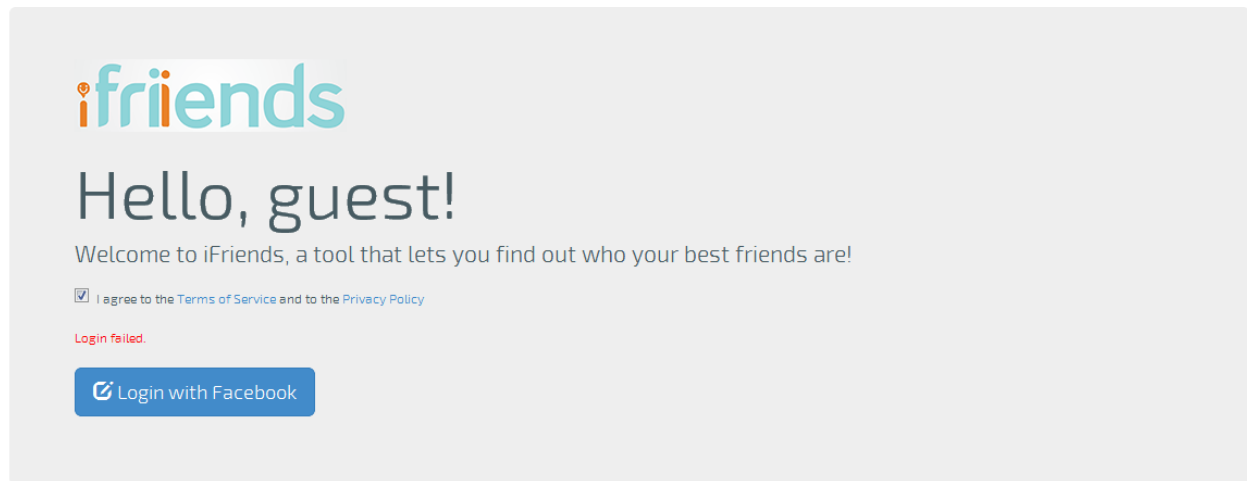 ifriiends
Hello, guest!
Welcome to iFriends, a tool that lets you find out who your best friends are!
I agree to the Terms of Service and to the Privacy Policy
Login failed.
Login with Facebook